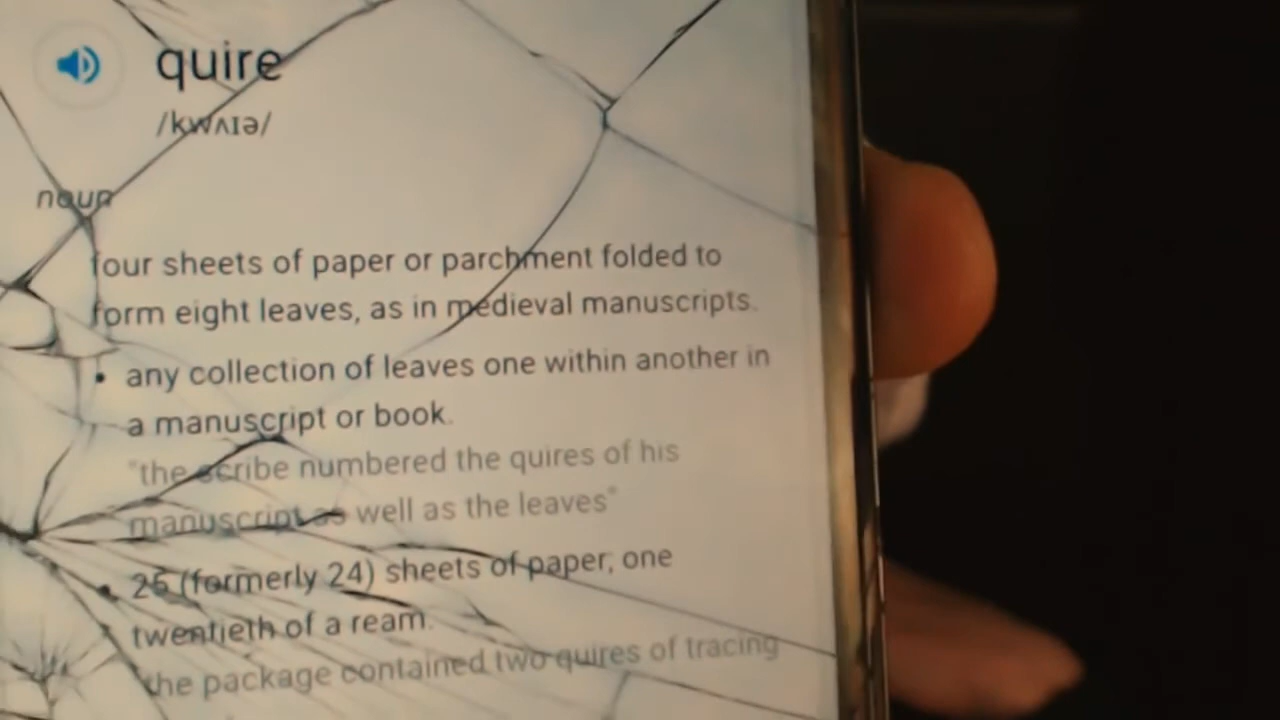 quire
/kwʌɪə/
noun
four sheets of paper or parchment folded to
form eight leaves, as in medieval manuscripts.
• any collection of leaves one within another in
a manuscript or book.
"the scribe numbered the quires of his
manuscript as well as the leaves"
• 25 (formerly 24) sheets of paper; one
twentieth of a ream.
"the package contained two quires of tracing